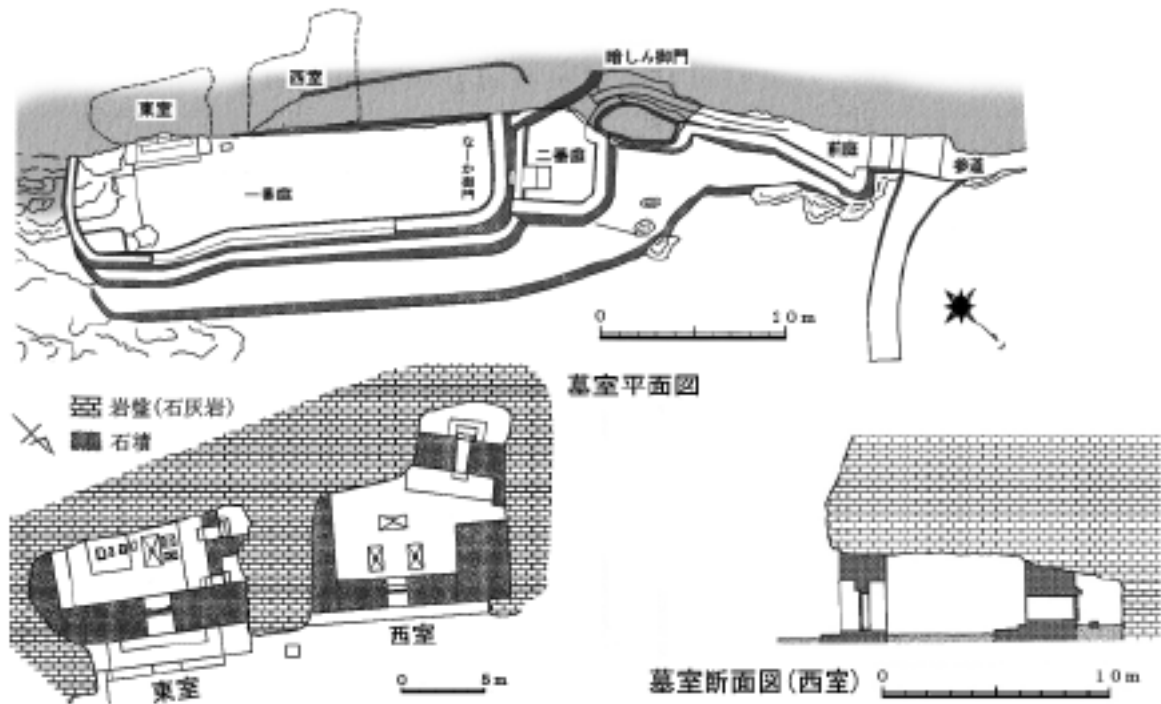 暗しん御門
西室
東室
なーか御門
二番庭
前庭
参道
一番庭
0 10m
墓室平面図
岩盤(石灰岩)
石墻
西室
東室
0 5m
墓室断面図(西室)
0 10m